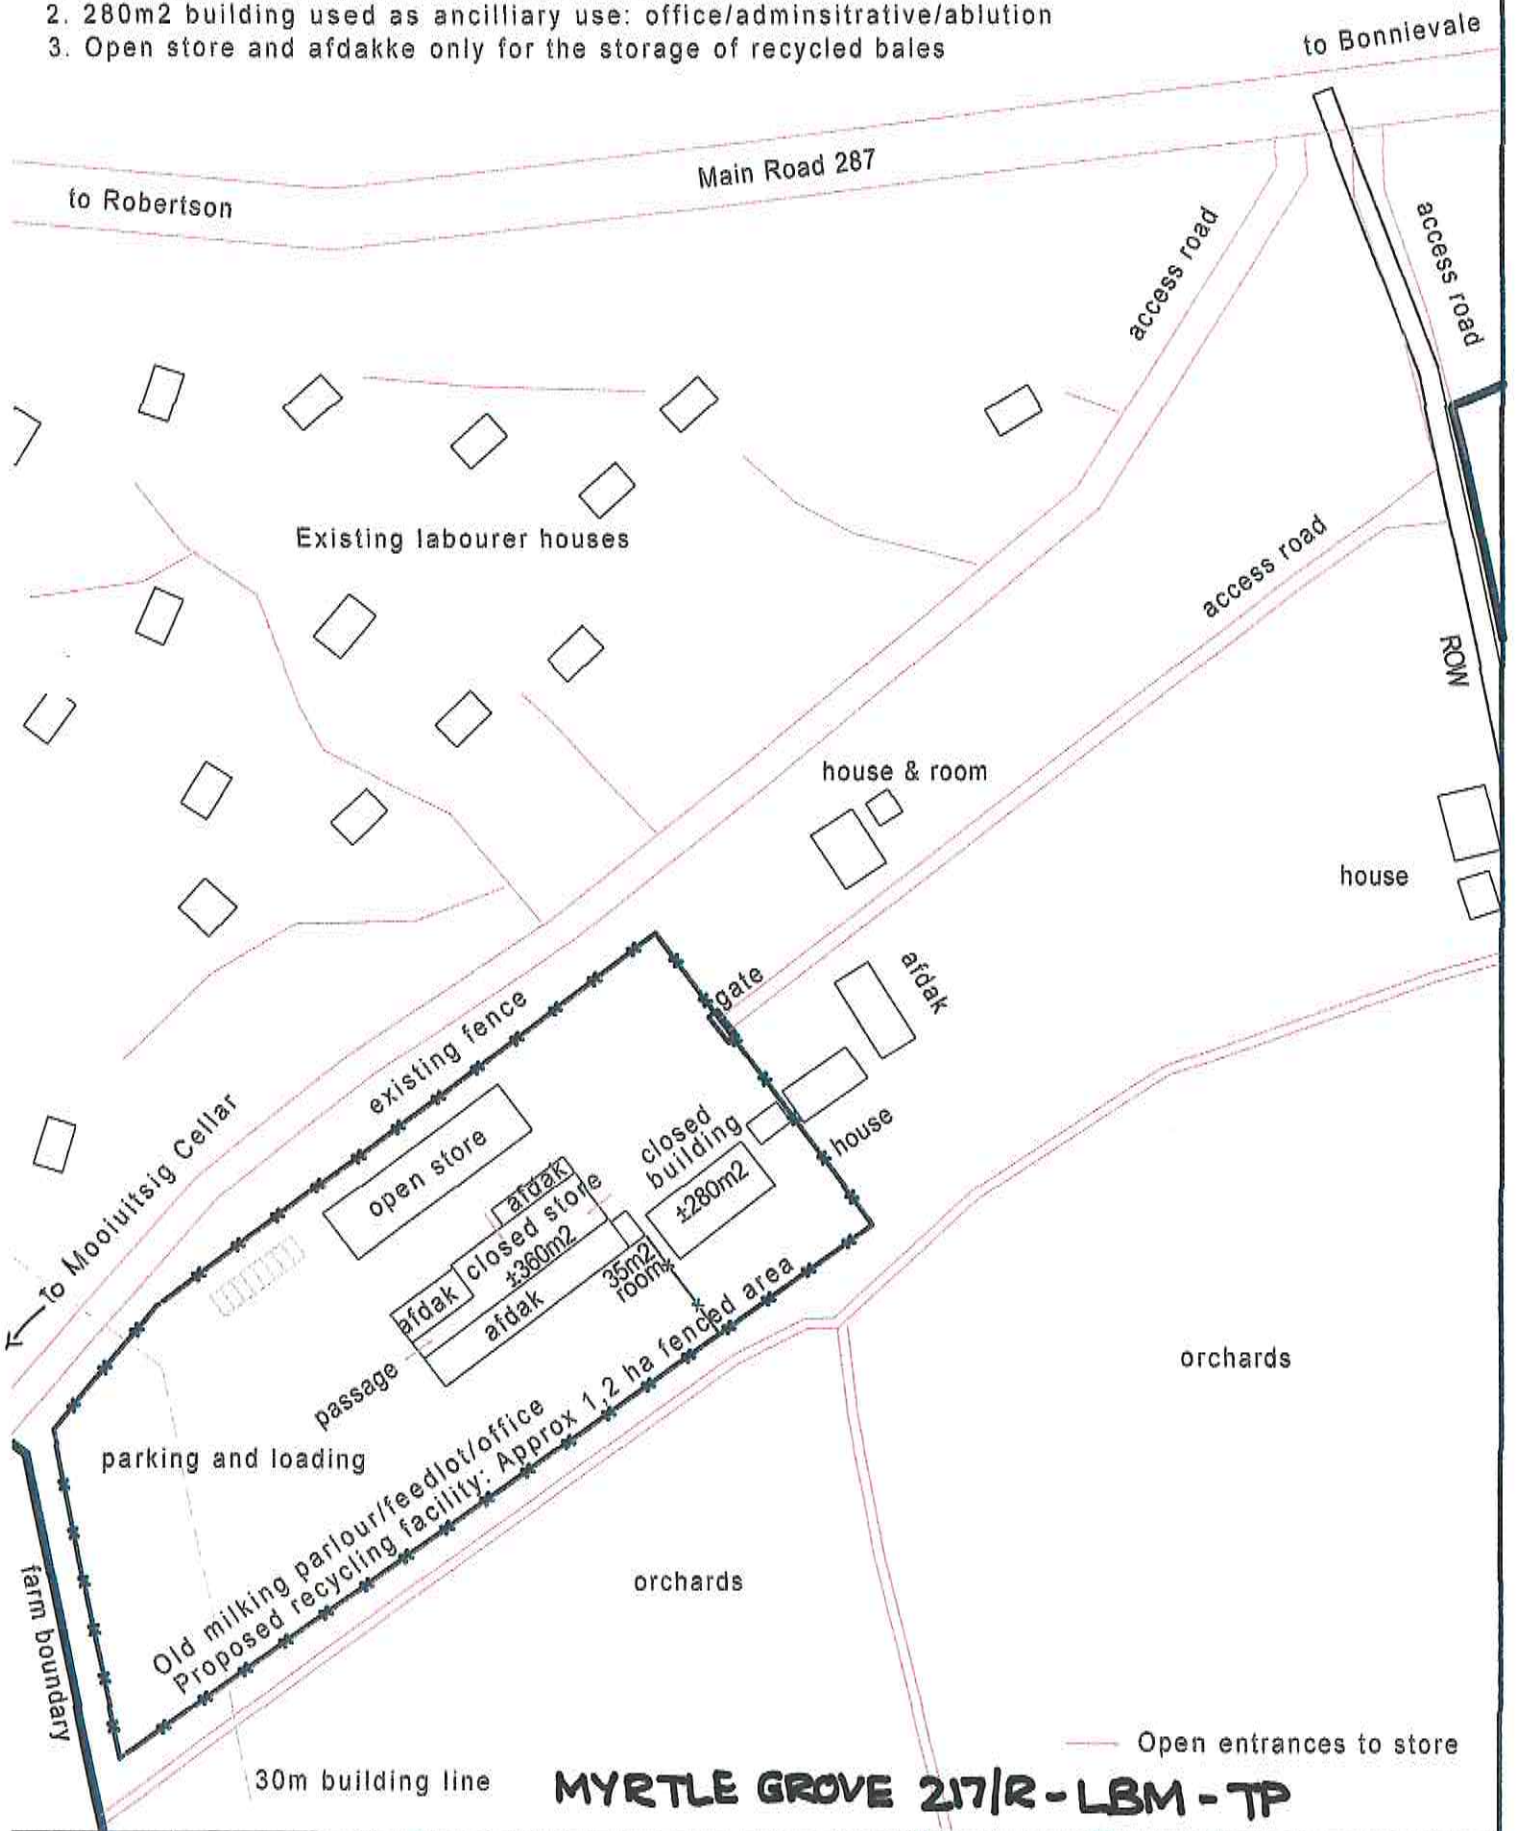 2. 280m2 building used as ancilliary use: office/adminsitrative/ablution
3. Open store and afdakke only for the storage of recycled bales
to Bonnievale
Main Road 287
to Robertson
access road
access road
Existing labourer houses
access road
ROW
house & room
house
afdak
gate
existing fence
closed
building
±280m2
house
open store
to Mooiuitsig Cellar
afdak
closed store
±360m2
afdak
afdak
35m2
room
passage
orchards
parking and loading
Old milking parlour/feedlot/office
Proposed recycling facility: Approx 1,2 ha fenced area
orchards
farm boundary
Open entrances to store
30m building line
MYRTLE GROVE 217/R - LBM - TP